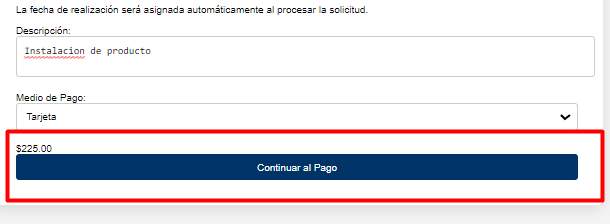 La fecha de realización será asignada automáticamente al procesar la solicitud.
Descripción:
Instalacion de producto
Medio de Pago:
Tarjeta
$225.00
Continuar al Pago